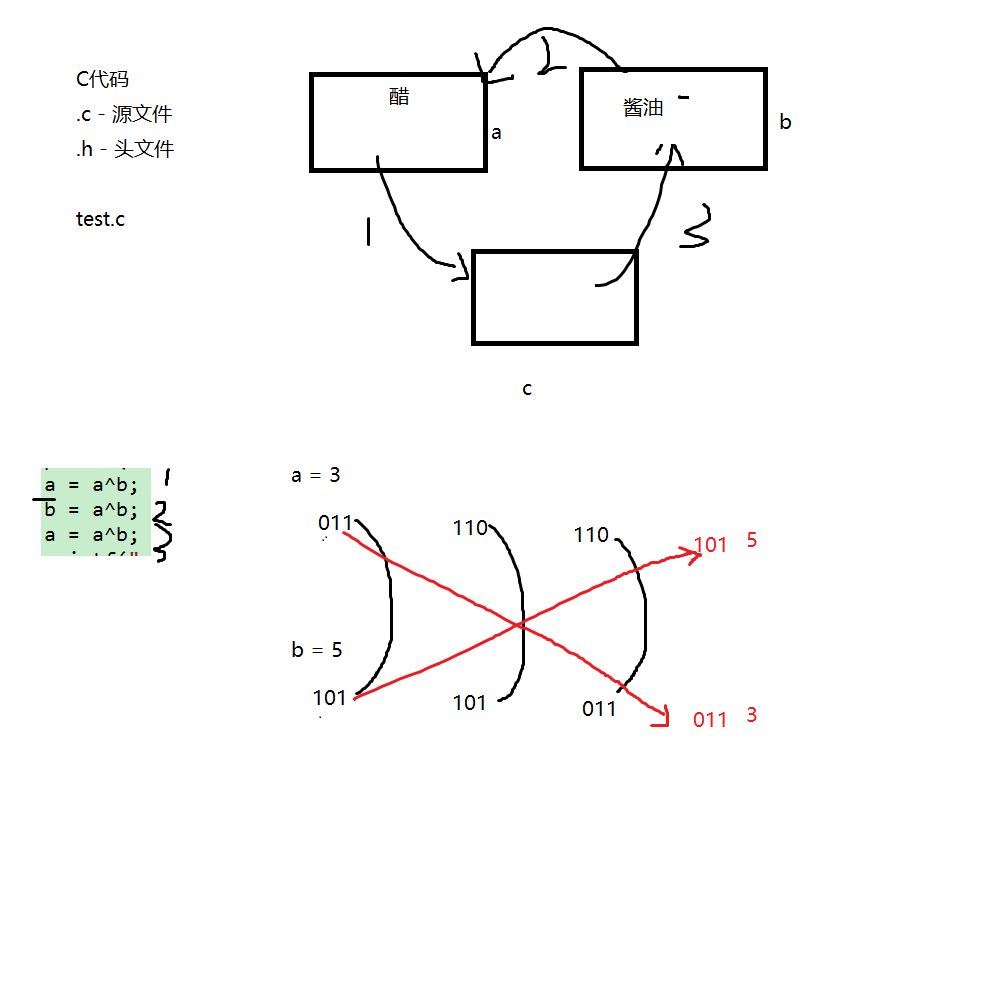 C代码
.c - 源文件
.h - 头文件
test.c
醋
a
酱油
b
1
2
3
c
a = a^b;
b = a^b;
a = a^b;
1
2
3
a = 3
011
110
110
101 5
b = 5
101
101
011
011 3